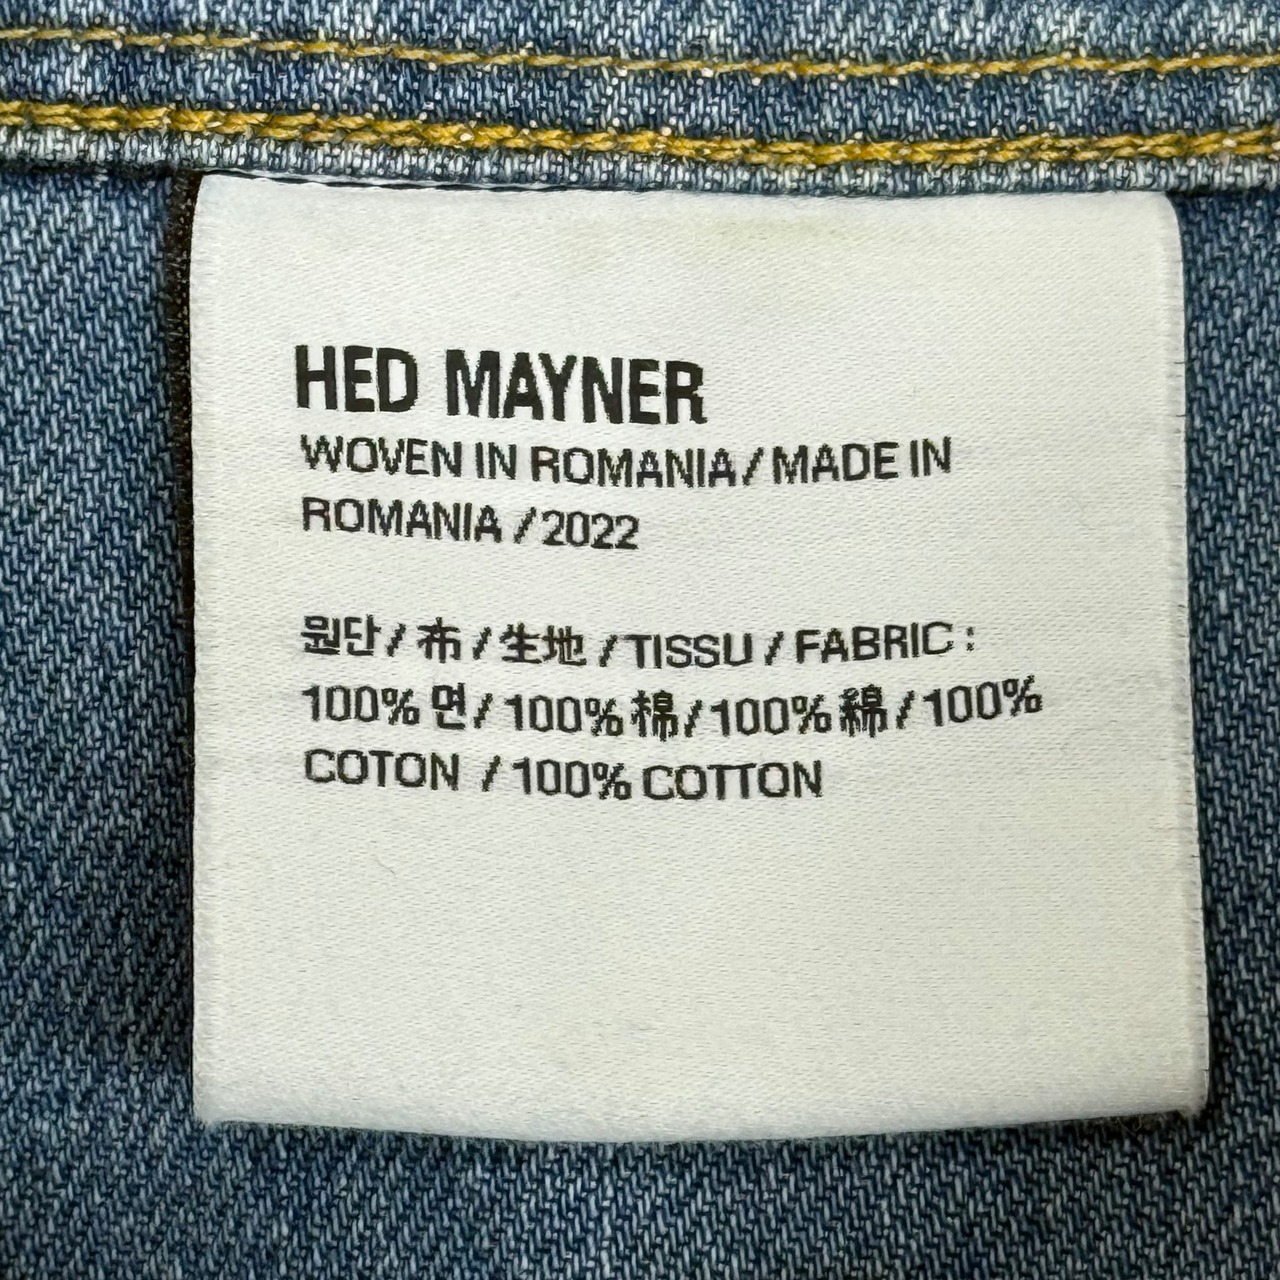 HED MAYNER
WOVEN IN ROMANIA / MADE IN
ROMANIA / 2022
원단 / 布 / 生地 / TISSU / FABRIC :
100% 면 / 100% 棉 / 100% 綿 / 100%
COTON / 100% COTTON